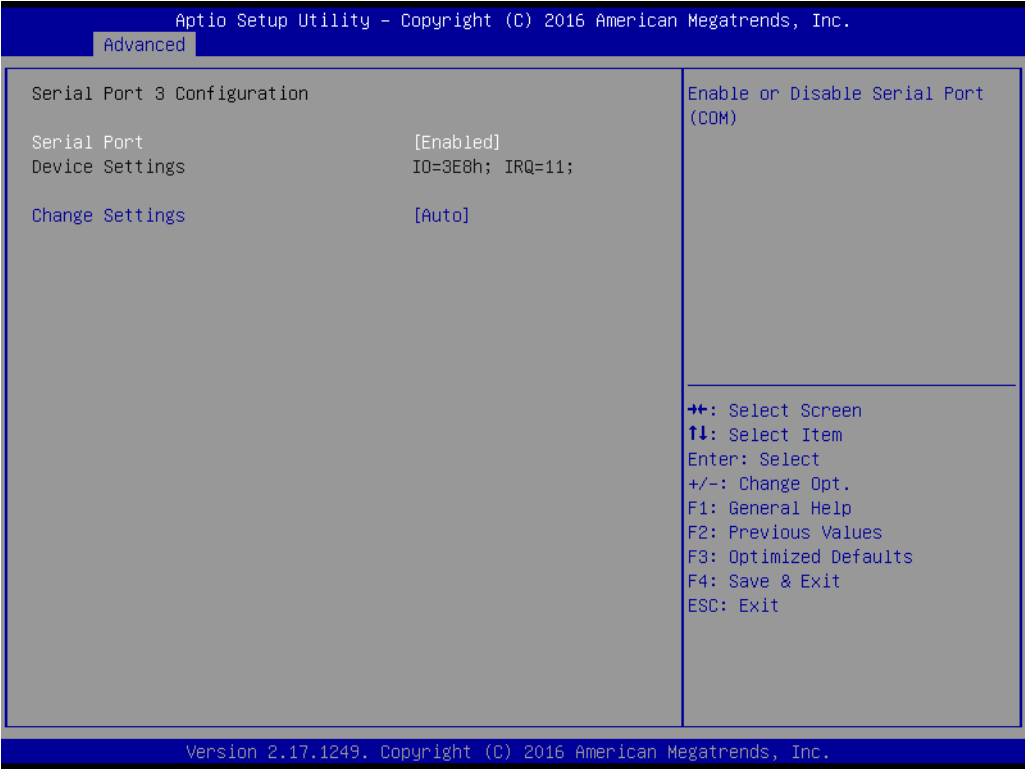 Aptio Setup Utility – Copyright (C) 2016 American Megatrends, Inc.
Advanced
Serial Port 3 Configuration
Serial Port [Enabled]
Device Settings IO=3E8h; IRQ=11;
Change Settings [Auto]
Enable or Disable Serial Port
(COM)
→←: Select Screen
↑↓: Select Item
Enter: Select
+/-: Change Opt.
F1: General Help
F2: Previous Values
F3: Optimized Defaults
F4: Save & Exit
ESC: Exit
Version 2.17.1249. Copyright (C) 2016 American Megatrends, Inc.